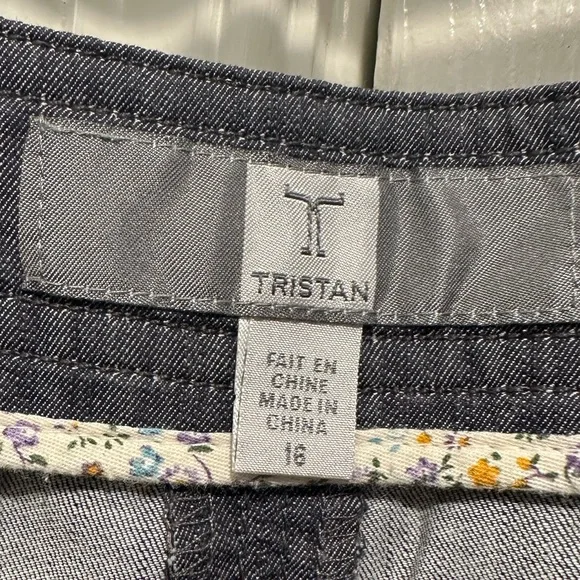 TRISTAN
FAIT EN
CHINE
MADE IN
CHINA
16